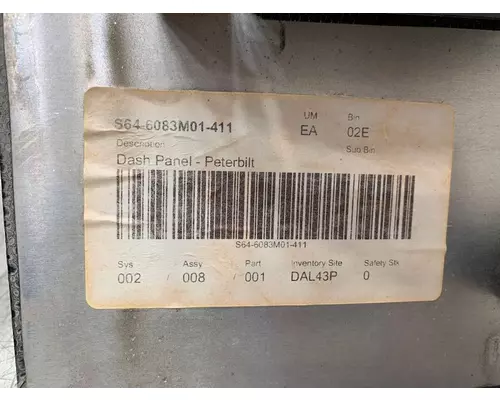 S64-6083M01-411 UM Bin
EA 02E
Description Sub Bin
Dash Panel - Peterbilt
S64-6083M01-411
Sys Assy Part Inventory Site Safety Stk
002 / 008 / 001 DAL43P 0